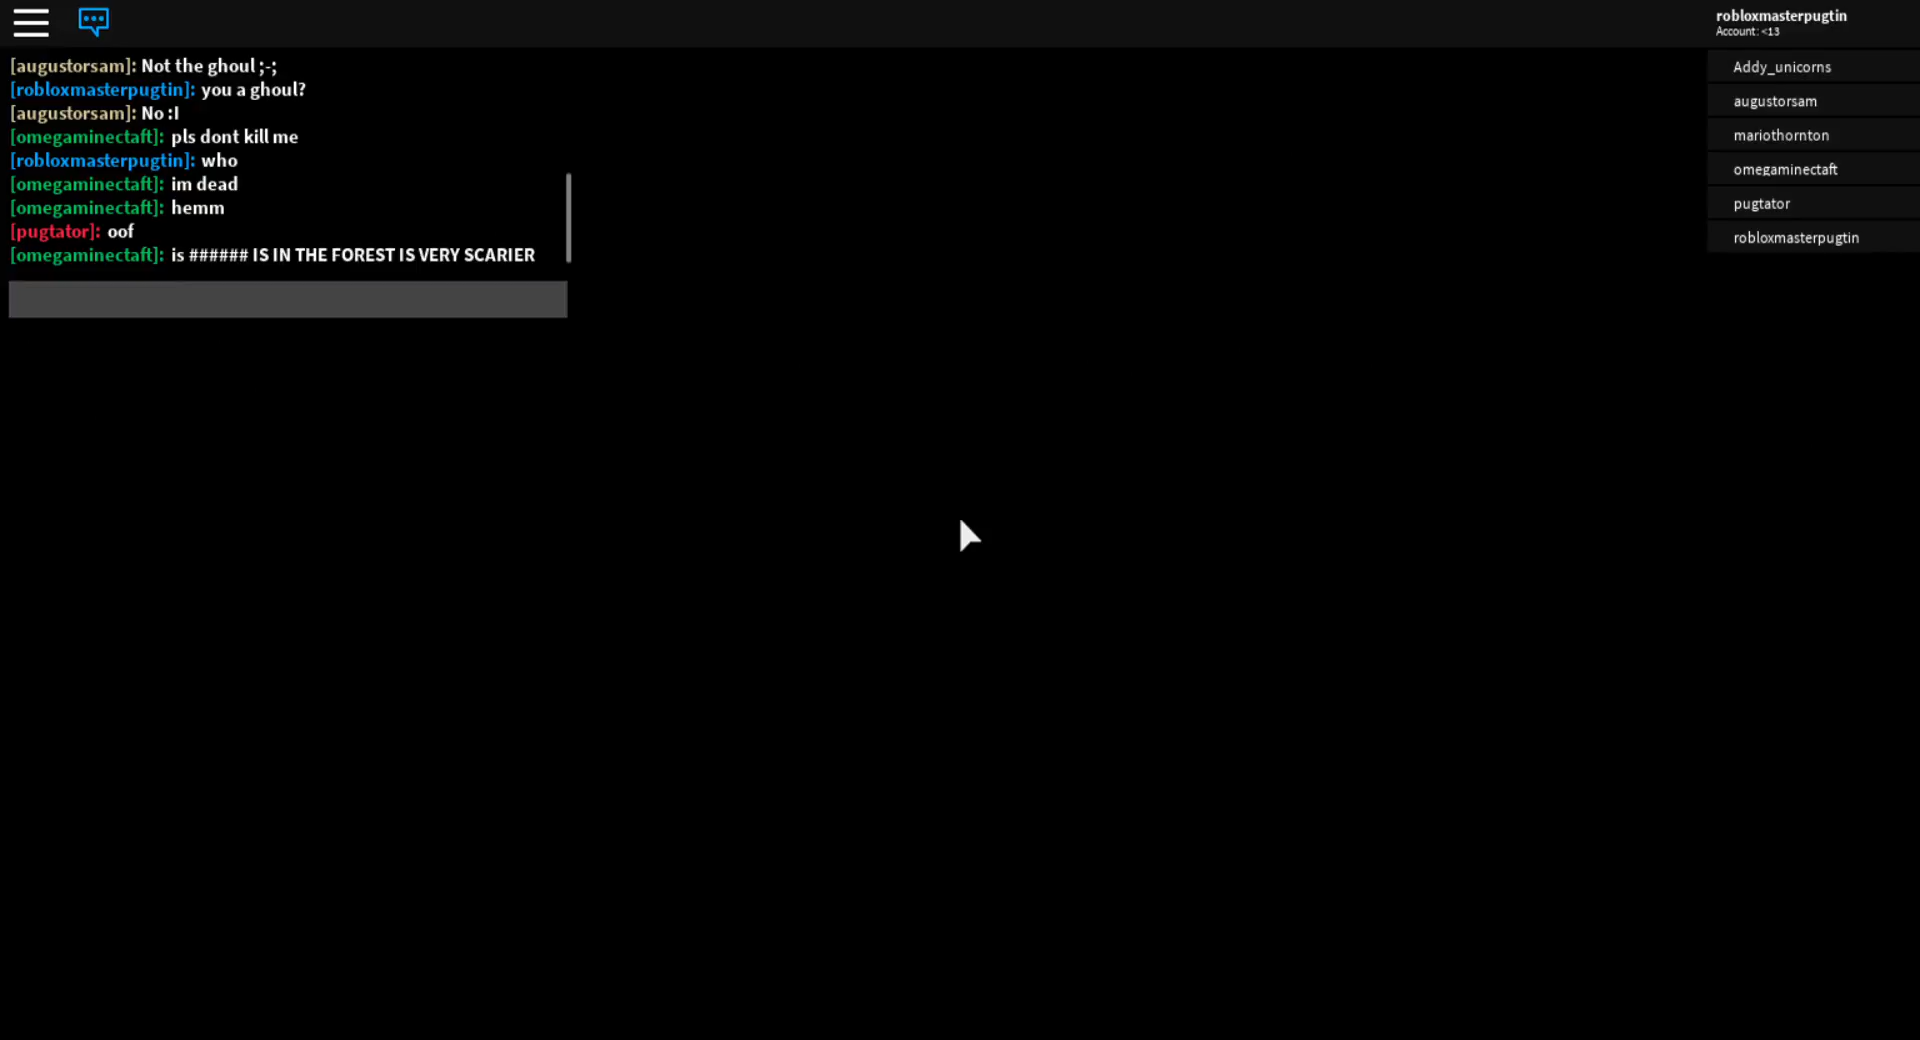 robloxmasterpugtin
Account: <13
[augustorsam]: Not the ghoul ;-;
[robloxmasterpugtin]: you a ghoul?
[augustorsam]: No :I
[omegaminectaft]: pls dont kill me
[robloxmasterpugtin]: who
[omegaminectaft]: im dead
[omegaminectaft]: hemm
[pugtator]: oof
[omegaminectaft]: is ###### IS IN THE FOREST IS VERY SCARIER
Addy_unicorns
augustorsam
mariothornton
omegaminectaft
pugtator
robloxmasterpugtin